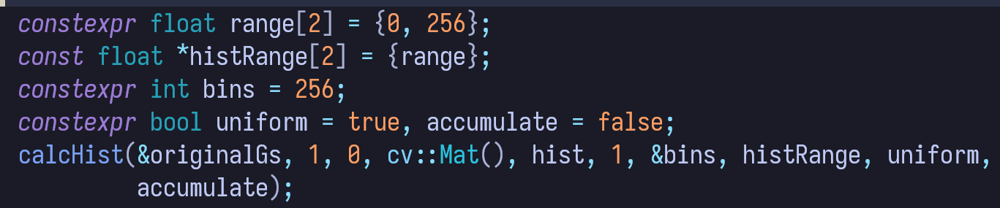 constexpr float range[2] = {0, 256};
const float *histRange[2] = {range};
constexpr int bins = 256;
constexpr bool uniform = true, accumulate = false;
calcHist(&originalGs, 1, 0, cv::Mat(), hist, 1, &bins, histRange, uniform,
         accumulate);